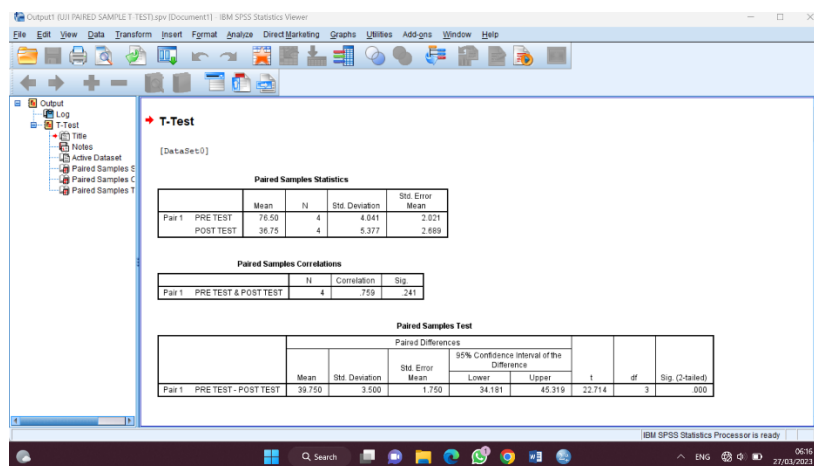 Output1 (UJI PAIRED SAMPLE T TEST).spv [Document1] - IBM SPSS Statistics Viewer
File Edit View Data Transform Insert Format Analyze Direct Marketing Graphs Utilities Add-ons Window Help
Output
Log
T-Test
Title
Notes
Active Dataset
Paired Samples S
Paired Samples C
Paired Samples T
T-Test
[DataSet0]
Paired Samples Statistics
Mean N Std. Deviation Std. Error Mean
Pair 1 PRE TEST 76.50 4 4.041 2.021
POST TEST 36.75 4 5.377 2.689
Paired Samples Correlations
N Correlation Sig.
Pair 1 PRE TEST & POST TEST 4 .759 .241
Paired Samples Test
Paired Differences
95% Confidence Interval of the Difference
Mean Std. Deviation Std. Error Mean Lower Upper t df Sig. (2-tailed)
Pair 1 PRE TEST - POST TEST 39.750 3.500 1.750 34.181 45.319 22.714 3 .000
IBM SPSS Statistics Processor is ready
Search
ENG
06:16
27/03/2023